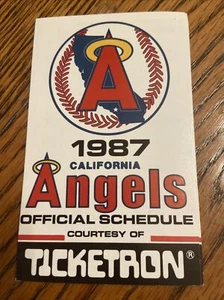 A
1987
CALIFORNIA
Angels
OFFICIAL SCHEDULE
COURTESY OF
TICKETRON®